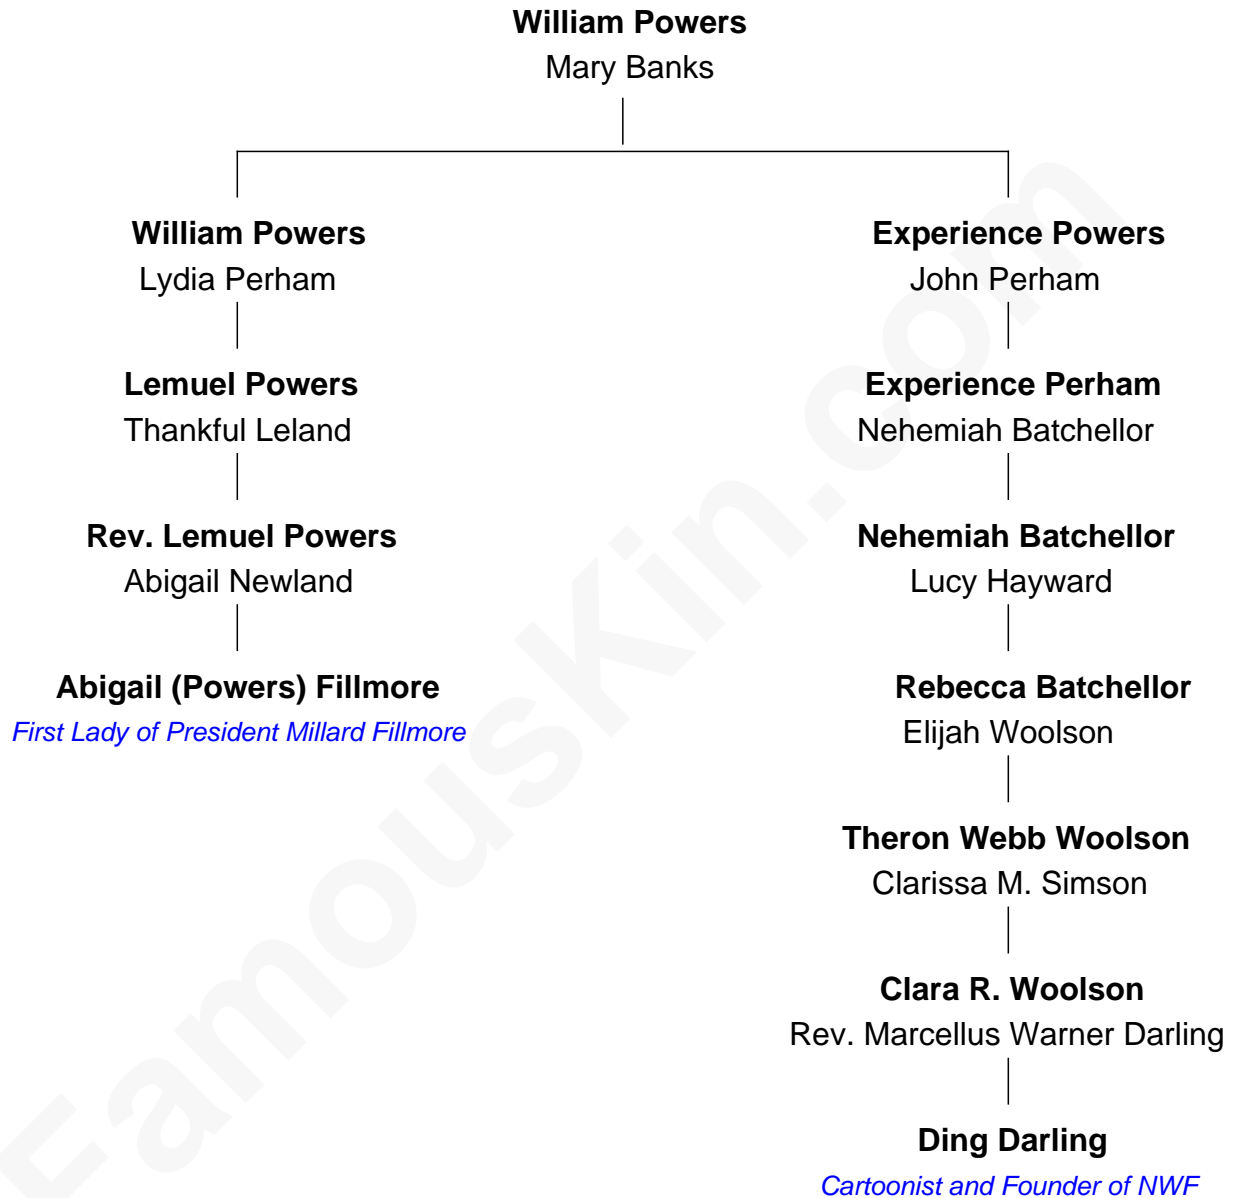 William Powers
Mary Banks
William Powers
Lydia Perham
Experience Powers
John Perham
Lemuel Powers
Thankful Leland
Experience Perham
Nehemiah Batchellor
Rev. Lemuel Powers
Abigail Newland
Nehemiah Batchellor
Lucy Hayward
Abigail (Powers) Fillmore
First Lady of President Millard Fillmore
Rebecca Batchellor
Elijah Woolson
Theron Webb Woolson
Clarissa M. Simson
Clara R. Woolson
Rev. Marcellus Warner Darling
Ding Darling
Cartoonist and Founder of NWF
FamousKin.com